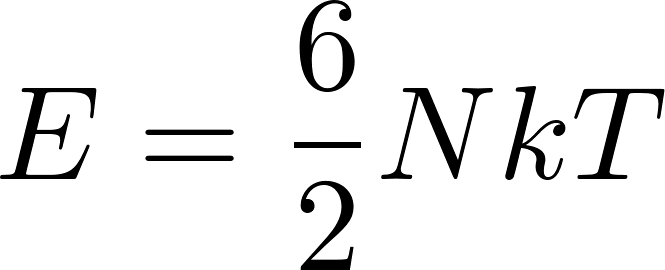 E = \frac{6}{2} NkT